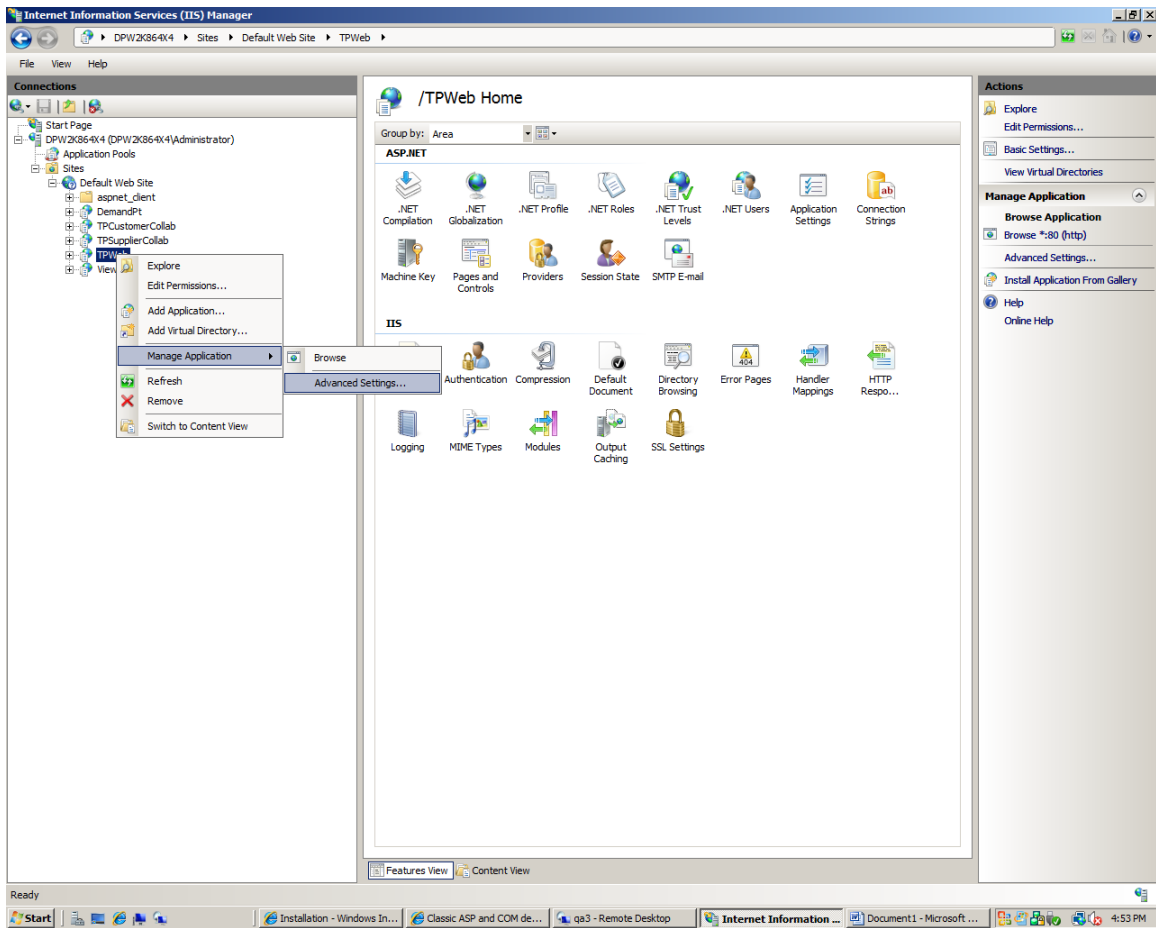 Internet Information Services (IIS) Manager
DPW2K864X4 Sites Default Web Site TPWeb
File View Help
Connections
Start Page
DPW2K864X4 (DPW2K864X4\Administrator)
Application Pools
Sites
Default Web Site
aspnet_client
DemandPt
TPCustomerCollab
TPSupplierCollab
TPWeb
View
Explore
Edit Permissions...
Add Application...
Add Virtual Directory...
Manage Application
Refresh
Remove
Switch to Content View
Browse
Advanced Settings...
/TPWeb Home
Group by: Area
ASP.NET
.NET Compilation
.NET Globalization
.NET Profile
.NET Roles
.NET Trust Levels
.NET Users
Application Settings
Connection Strings
Machine Key
Pages and Controls
Providers
Session State
SMTP E-mail
IIS
Authentication
Compression
Default Document
Directory Browsing
Error Pages
Handler Mappings
HTTP Respo...
Logging
MIME Types
Modules
Output Caching
SSL Settings
Features View
Content View
Actions
Explore
Edit Permissions...
Basic Settings...
View Virtual Directories
Manage Application
Browse Application
Browse *:80 (http)
Advanced Settings...
Install Application From Gallery
Help
Online Help
Ready
Start
Installation - Windows In...
Classic ASP and COM de...
qa3 - Remote Desktop
Internet Information ...
Document1 - Microsoft ...
4:53 PM